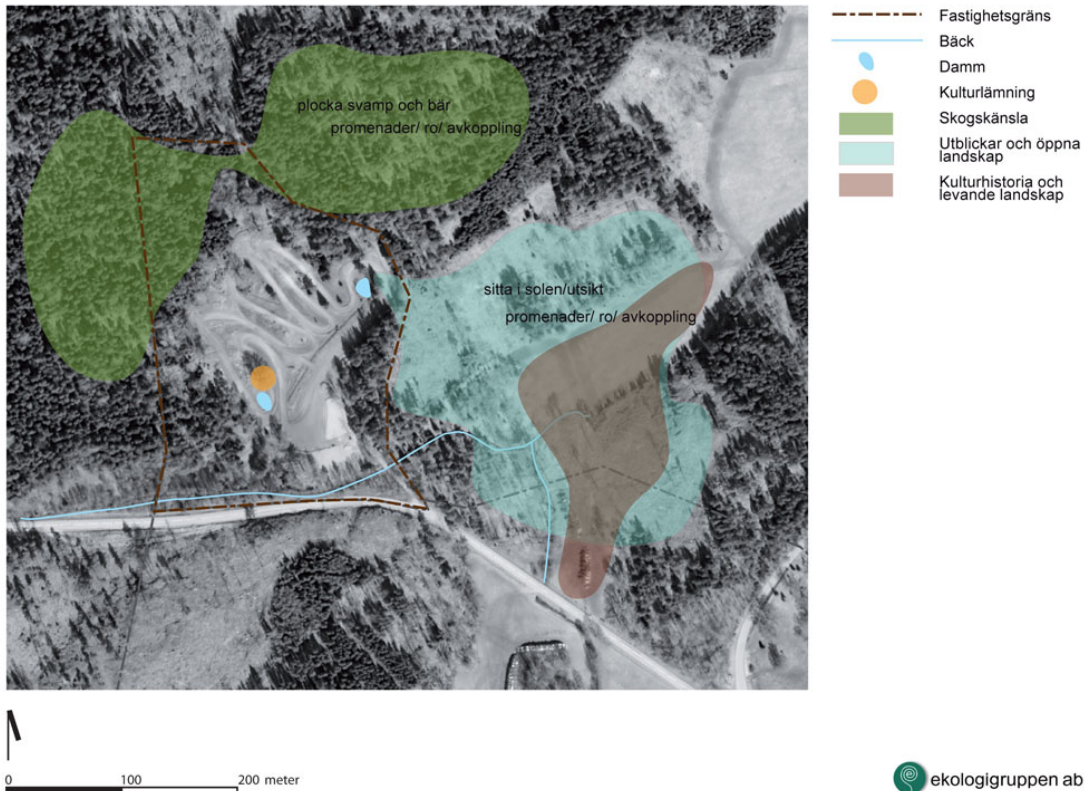 plocka svamp och bär
promenader/ ro/ avkoppling
sitta i solen/utsikt
promenader/ ro/ avkoppling
Fastighetsgräns
Bäck
Damm
Kulturlämning
Skogskänsla
Utblickar och öppna
landskap
Kulturhistoria och
levande landskap
0 100 200 meter
ekologigruppen ab